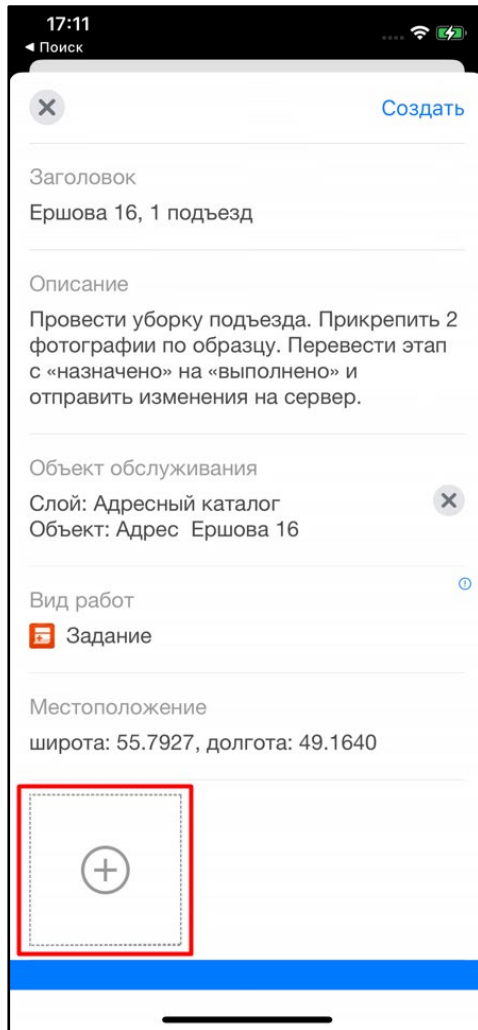 17:11
◀ Поиск
Создать
Заголовок
Ершова 16, 1 подъезд
Описание
Провести уборку подъезда. Прикрепить 2
фотографии по образцу. Перевести этап
с «назначено» на «выполнено» и
отправить изменения на сервер.
Объект обслуживания
Слой: Адресный каталог
Объект: Адрес  Ершова 16
Вид работ
Задание
Местоположение
широта: 55.7927, долгота: 49.1640